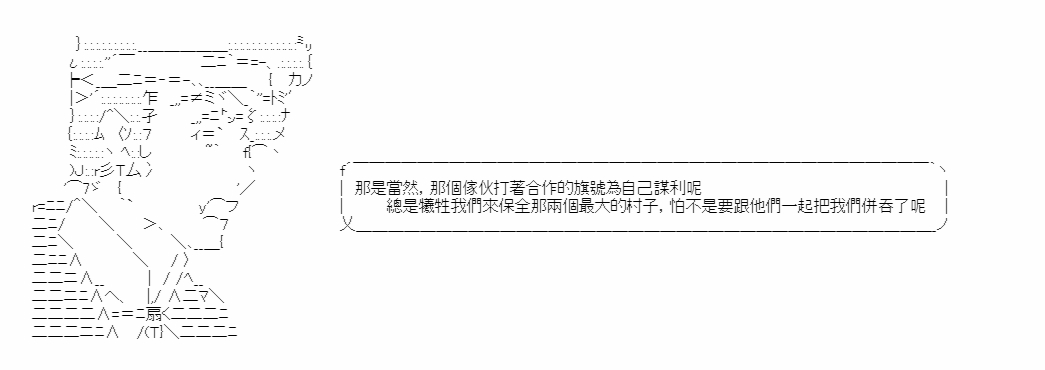 那是當然，那個傢伙打著合作的旗號為自己謀利呢
總是犧牲我們來保全那兩個最大的村子，怕不是要跟他們一起把我們併吞了呢